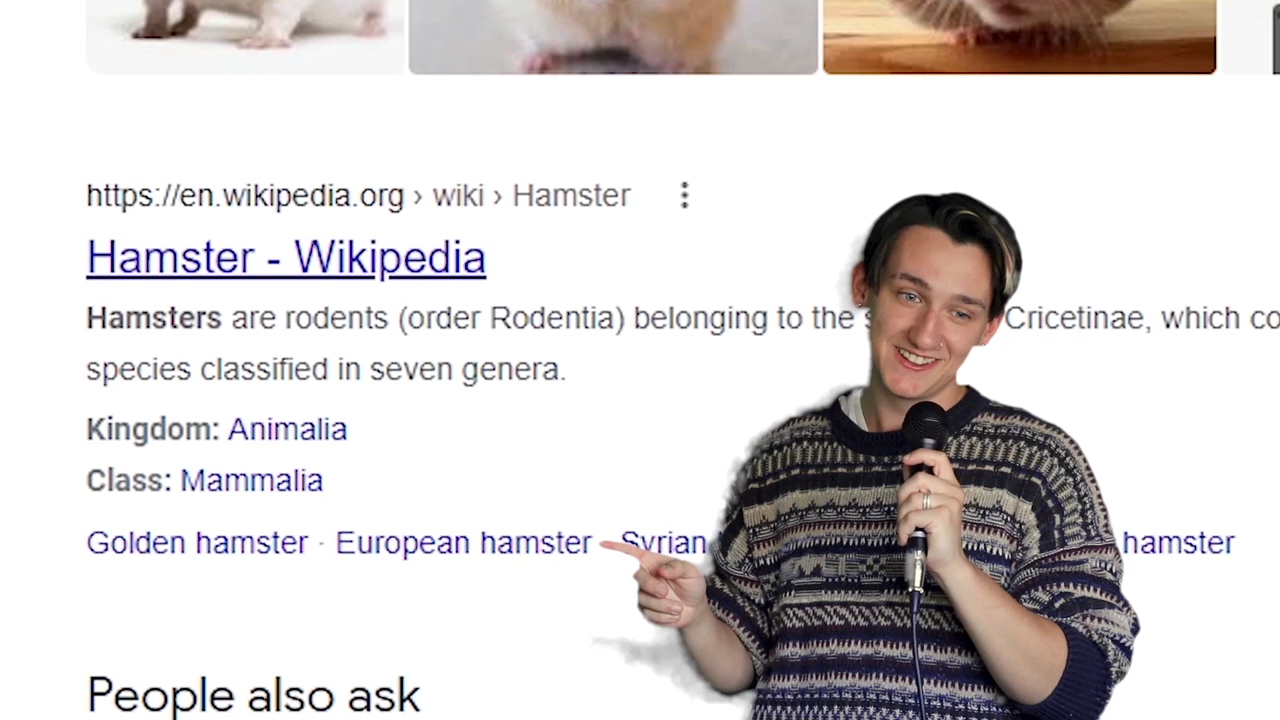 https://en.wikipedia.org › wiki › Hamster
Hamster - Wikipedia
Hamsters are rodents (order Rodentia) belonging to the Cricetinae, which
species classified in seven genera.
Kingdom: Animalia
Class: Mammalia
Golden hamster · European hamster Syrian hamster
People also ask